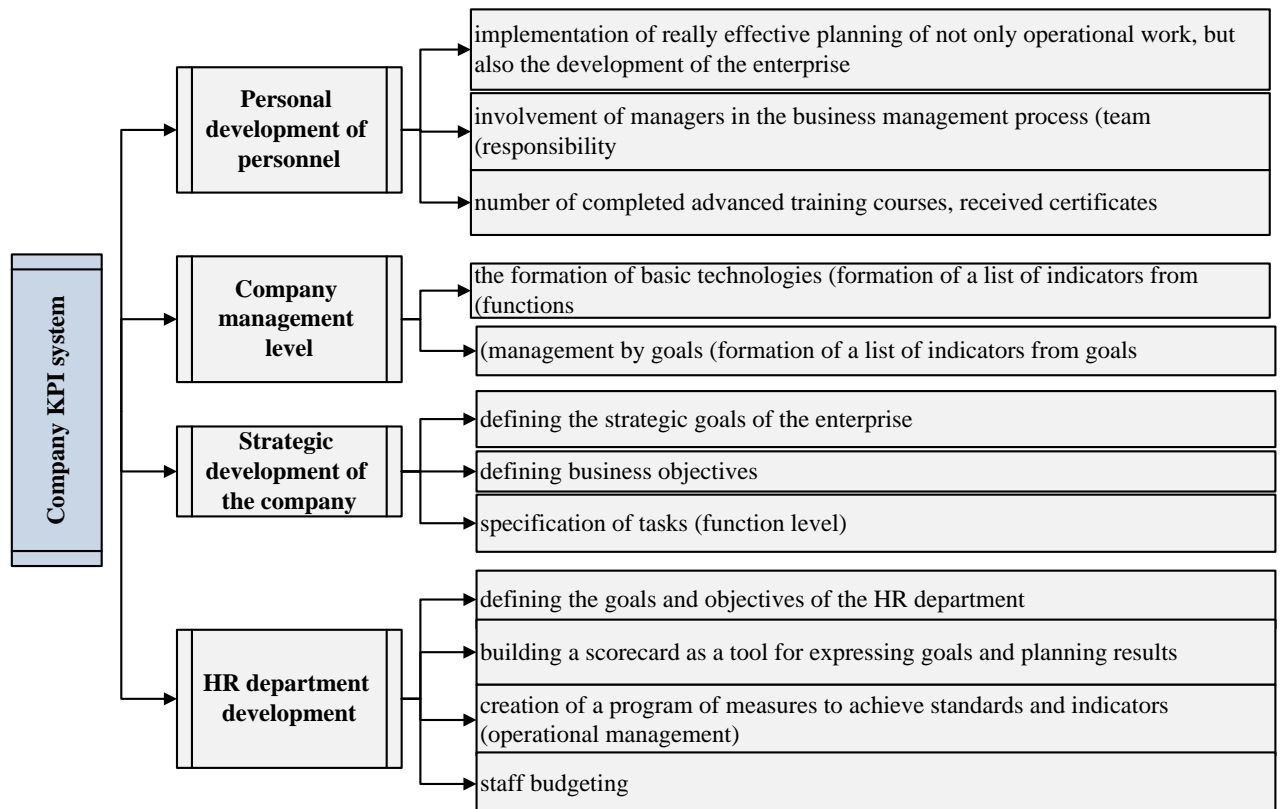 Company KPI system
Personal
development of
personnel
implementation of really effective planning of not only operational work, but
also the development of the enterprise
involvement of managers in the business management process (team
(responsibility
number of completed advanced training courses, received certificates
Company
management
level
the formation of basic technologies (formation of a list of indicators from
(functions
(management by goals (formation of a list of indicators from goals
Strategic
development of
the company
defining the strategic goals of the enterprise
defining business objectives
specification of tasks (function level)
HR department
development
defining the goals and objectives of the HR department
building a scorecard as a tool for expressing goals and planning results
creation of a program of measures to achieve standards and indicators
(operational management)
staff budgeting